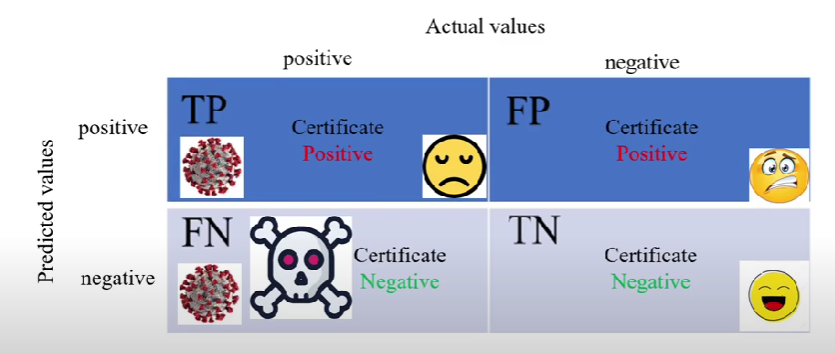 Actual values
positive
negative
Predicted values
positive
TP
Certificate
Positive
FP
Certificate
Positive
negative
FN
Certificate
Negative
TN
Certificate
Negative